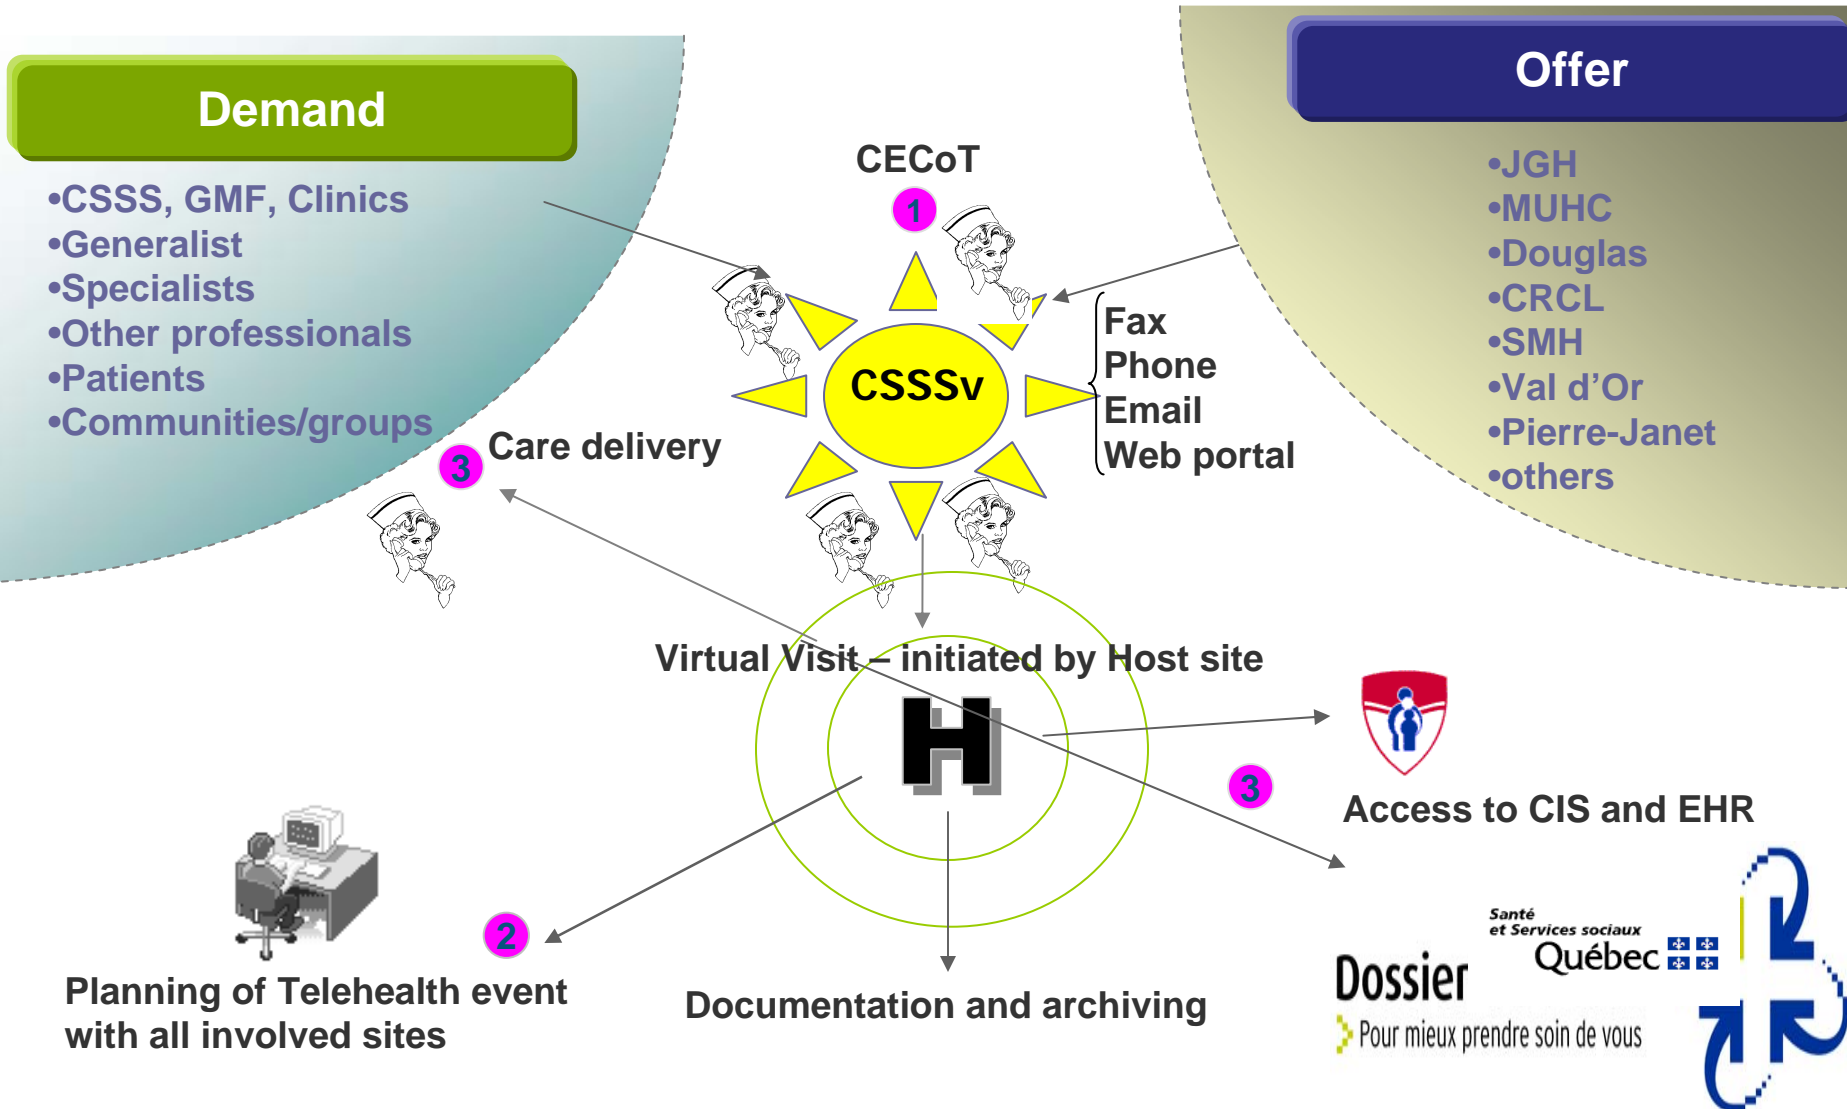 Demand
•CSSS, GMF, Clinics
•Generalist
•Specialists
•Other professionals
•Patients
•Communities/groups
CECoT
1
CSSSv
Fax
Phone
Email
Web portal
Offer
•JGH
•MUHC
•Douglas
•CRCL
•SMH
•Val d’Or
•Pierre-Janet
•others
3
Care delivery
Virtual Visit – initiated by Host site
H
3
Access to CIS and EHR
2
Planning of Telehealth event
with all involved sites
Documentation and archiving
Santé
et Services sociaux
Québec
Dossier
Pour mieux prendre soin de vous